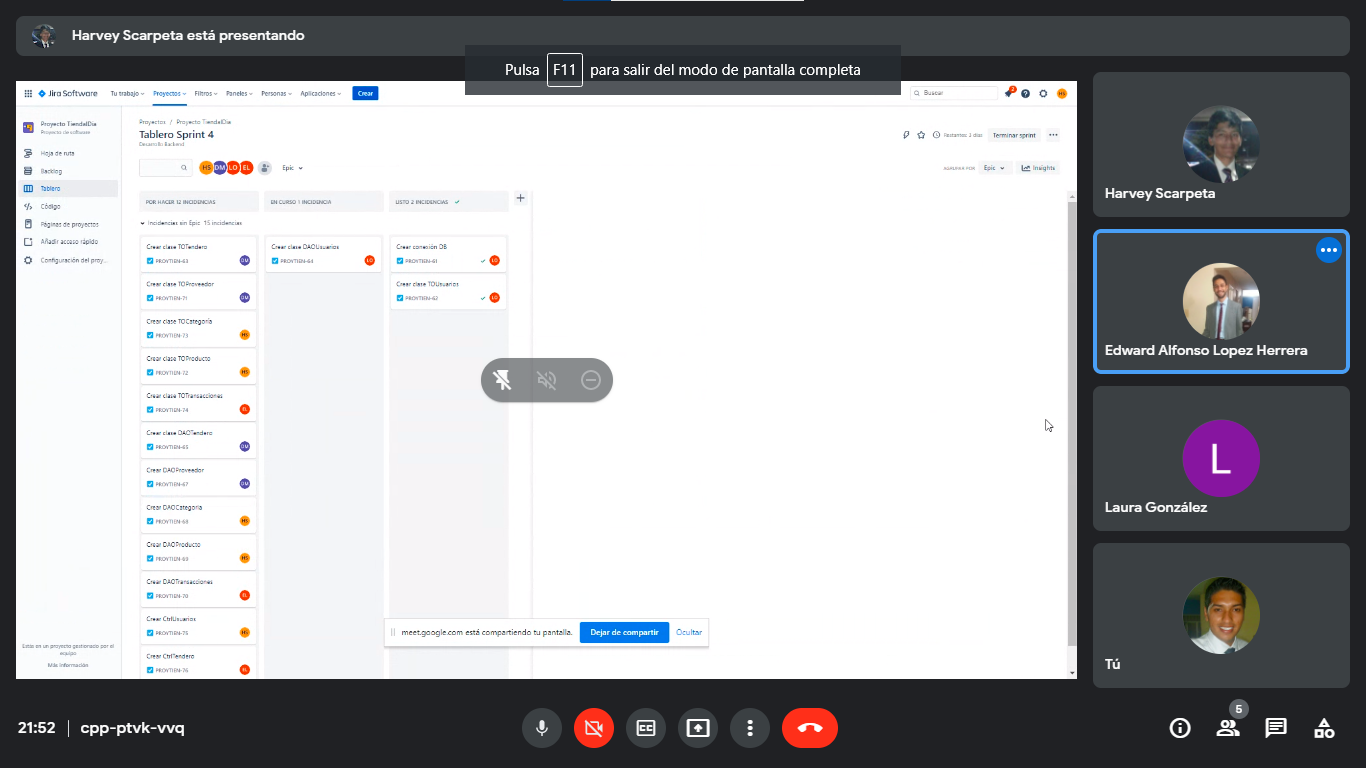 Harvey Scarpeta está presentando
Pulsa F11 para salir del modo de pantalla completa
Jira Software Tu trabajo Proyectos Filtros Paneles Personas Aplicaciones Crear Buscar HS
Proyecto TiendalDia
Proyecto de software
Hoja de ruta
Backlog
Tablero
Código
Páginas de proyectos
Añadir acceso rápido
Configuración del proy...
Estás en un proyecto gestionado por el equipo
Más información
Proyectos / Proyecto TiendalDia
Tablero Sprint 4
Desarrollo Backend
Restantes: 2 días Terminar sprint
HS DM LO EL Epic
AGRUPAR POR Epic Insights
POR HACER 12 INCIDENCIAS
EN CURSO 1 INCIDENCIA
LISTO 2 INCIDENCIAS
Incidencias sin Epic 15 incidencias
Crear clase TOTendero
PROYTIEN-63 DM
Crear clase TOProveedor
PROYTIEN-71 DM
Crear clase TOCategoría
PROYTIEN-73 HS
Crear clase TOProducto
PROYTIEN-72 HS
Crear clase TOTransacciones
PROYTIEN-74 EL
Crear clase DAOTendero
PROYTIEN-65 DM
Crear DAOProveedor
PROYTIEN-67 DM
Crear DAOCategoria
PROYTIEN-68 HS
Crear DAOProducto
PROYTIEN-69 HS
Crear DAOTransacciones
PROYTIEN-70 EL
Crear CtrlUsuarios
PROYTIEN-75 HS
Crear CtrlTendero
PROYTIEN-76 EL
Crear clase DAOUsuarios
PROYTIEN-64 LO
Crear conexión DB
PROYTIEN-61 LO
Crear clase TOUsuarios
PROYTIEN-62 LO
meet.google.com está compartiendo tu pantalla. Dejar de compartir Ocultar
Harvey Scarpeta
Edward Alfonso Lopez Herrera
L
Laura González
Tú
21:52 | cpp-ptvk-vvq
5